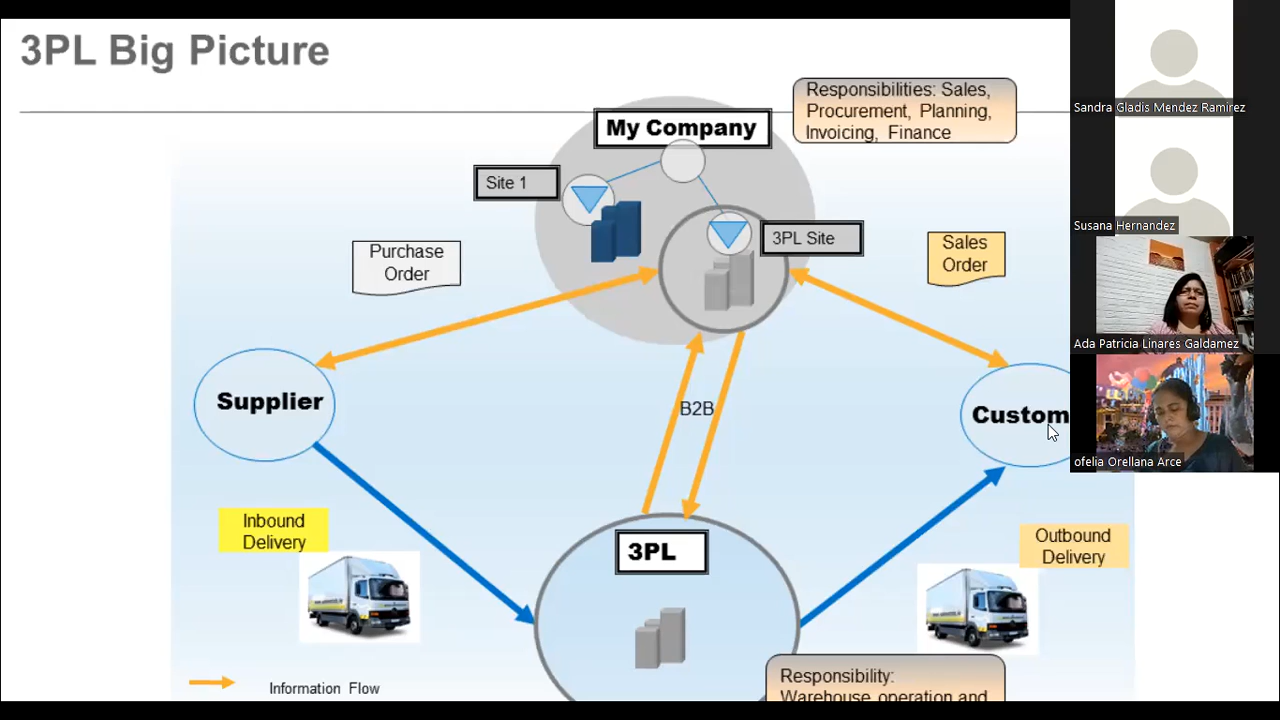 3PL Big Picture
Responsibilities: Sales,
Procurement, Planning,
Invoicing, Finance
My Company
Site 1
3PL Site
Purchase
Order
Sales
Order
Supplier
Custom
B2B
Inbound
Delivery
3PL
Outbound
Delivery
Responsibility:
Warehouse operation and
Information Flow
Sandra Gladis Mendez Ramirez
Susana Hernandez
Ada Patricia Linares Galdamez
ofelia Orellana Arce